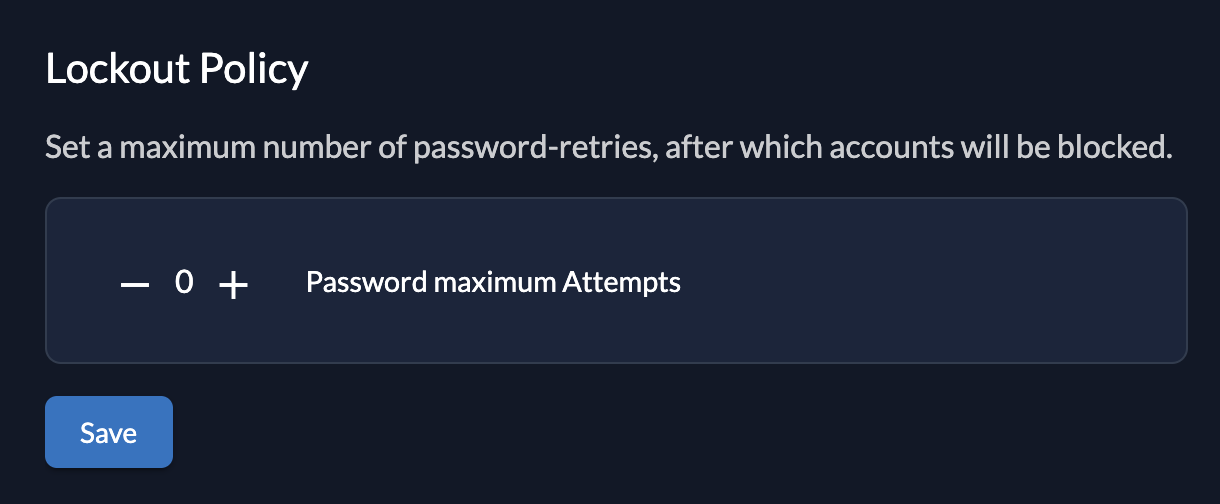 Lockout Policy
Set a maximum number of password-retries, after which accounts will be blocked.
— 0 + Password maximum Attempts
Save